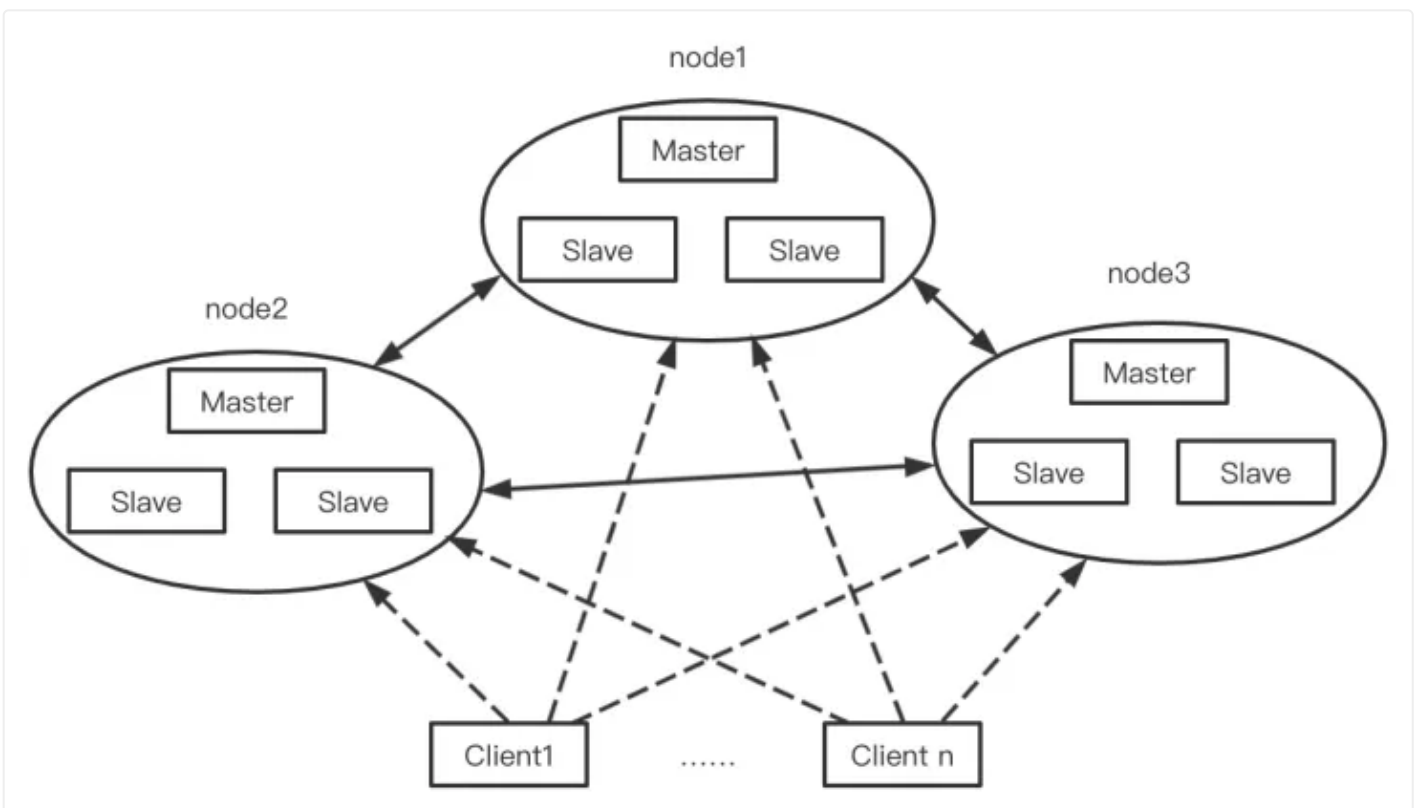 node1
Master
Slave
Slave
node2
Master
Slave
Slave
node3
Master
Slave
Slave
Client1
......
Client n